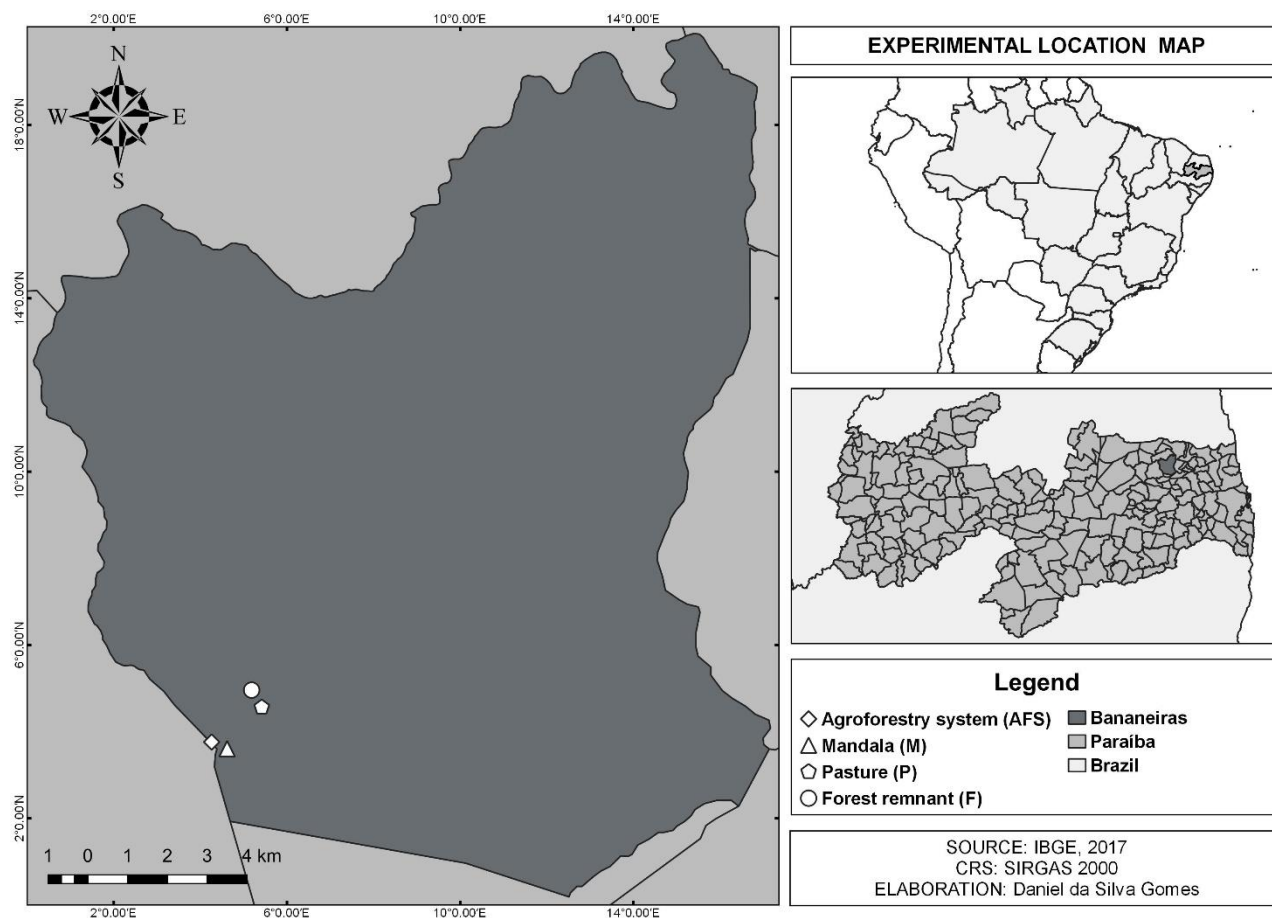 2°0.00'E 6°0.00'E 10°0.00'E 14°0.00'E
N
W E
S
18°0.00'N
14°0.00'N
10°0.00'N
6°0.00'N
2°0.00'N
1 0 1 2 3 4 km
2°0.00'E 6°0.00'E 10°0.00'E 14°0.00'E
EXPERIMENTAL LOCATION MAP
Legend
Agroforestry system (AFS)
Mandala (M)
Pasture (P)
Forest remnant (F)
Bananeiras
Paraíba
Brazil
SOURCE: IBGE, 2017
CRS: SIRGAS 2000
ELABORATION: Daniel da Silva Gomes